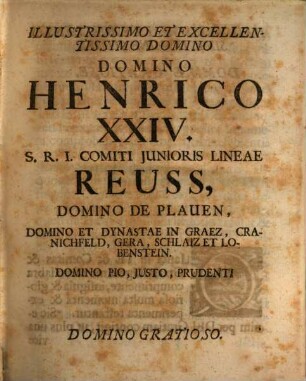 ILLUSTRISSIMO ET EXCELLEN-
TISSIMO DOMINO
DOMINO
HENRICO
XXIV.
S. R. I. COMITI JUNIORIS LINEAE
REUSS,
DOMINO DE PLAUEN,
DOMINO ET DYNASTAE IN GRAEZ, CRA-
NICHFELD, GERA, SCHLAIZ ET LO-
BENSTEIN.
DOMINO PIO, JUSTO, PRUDENTI
DOMINO GRATIOSO.